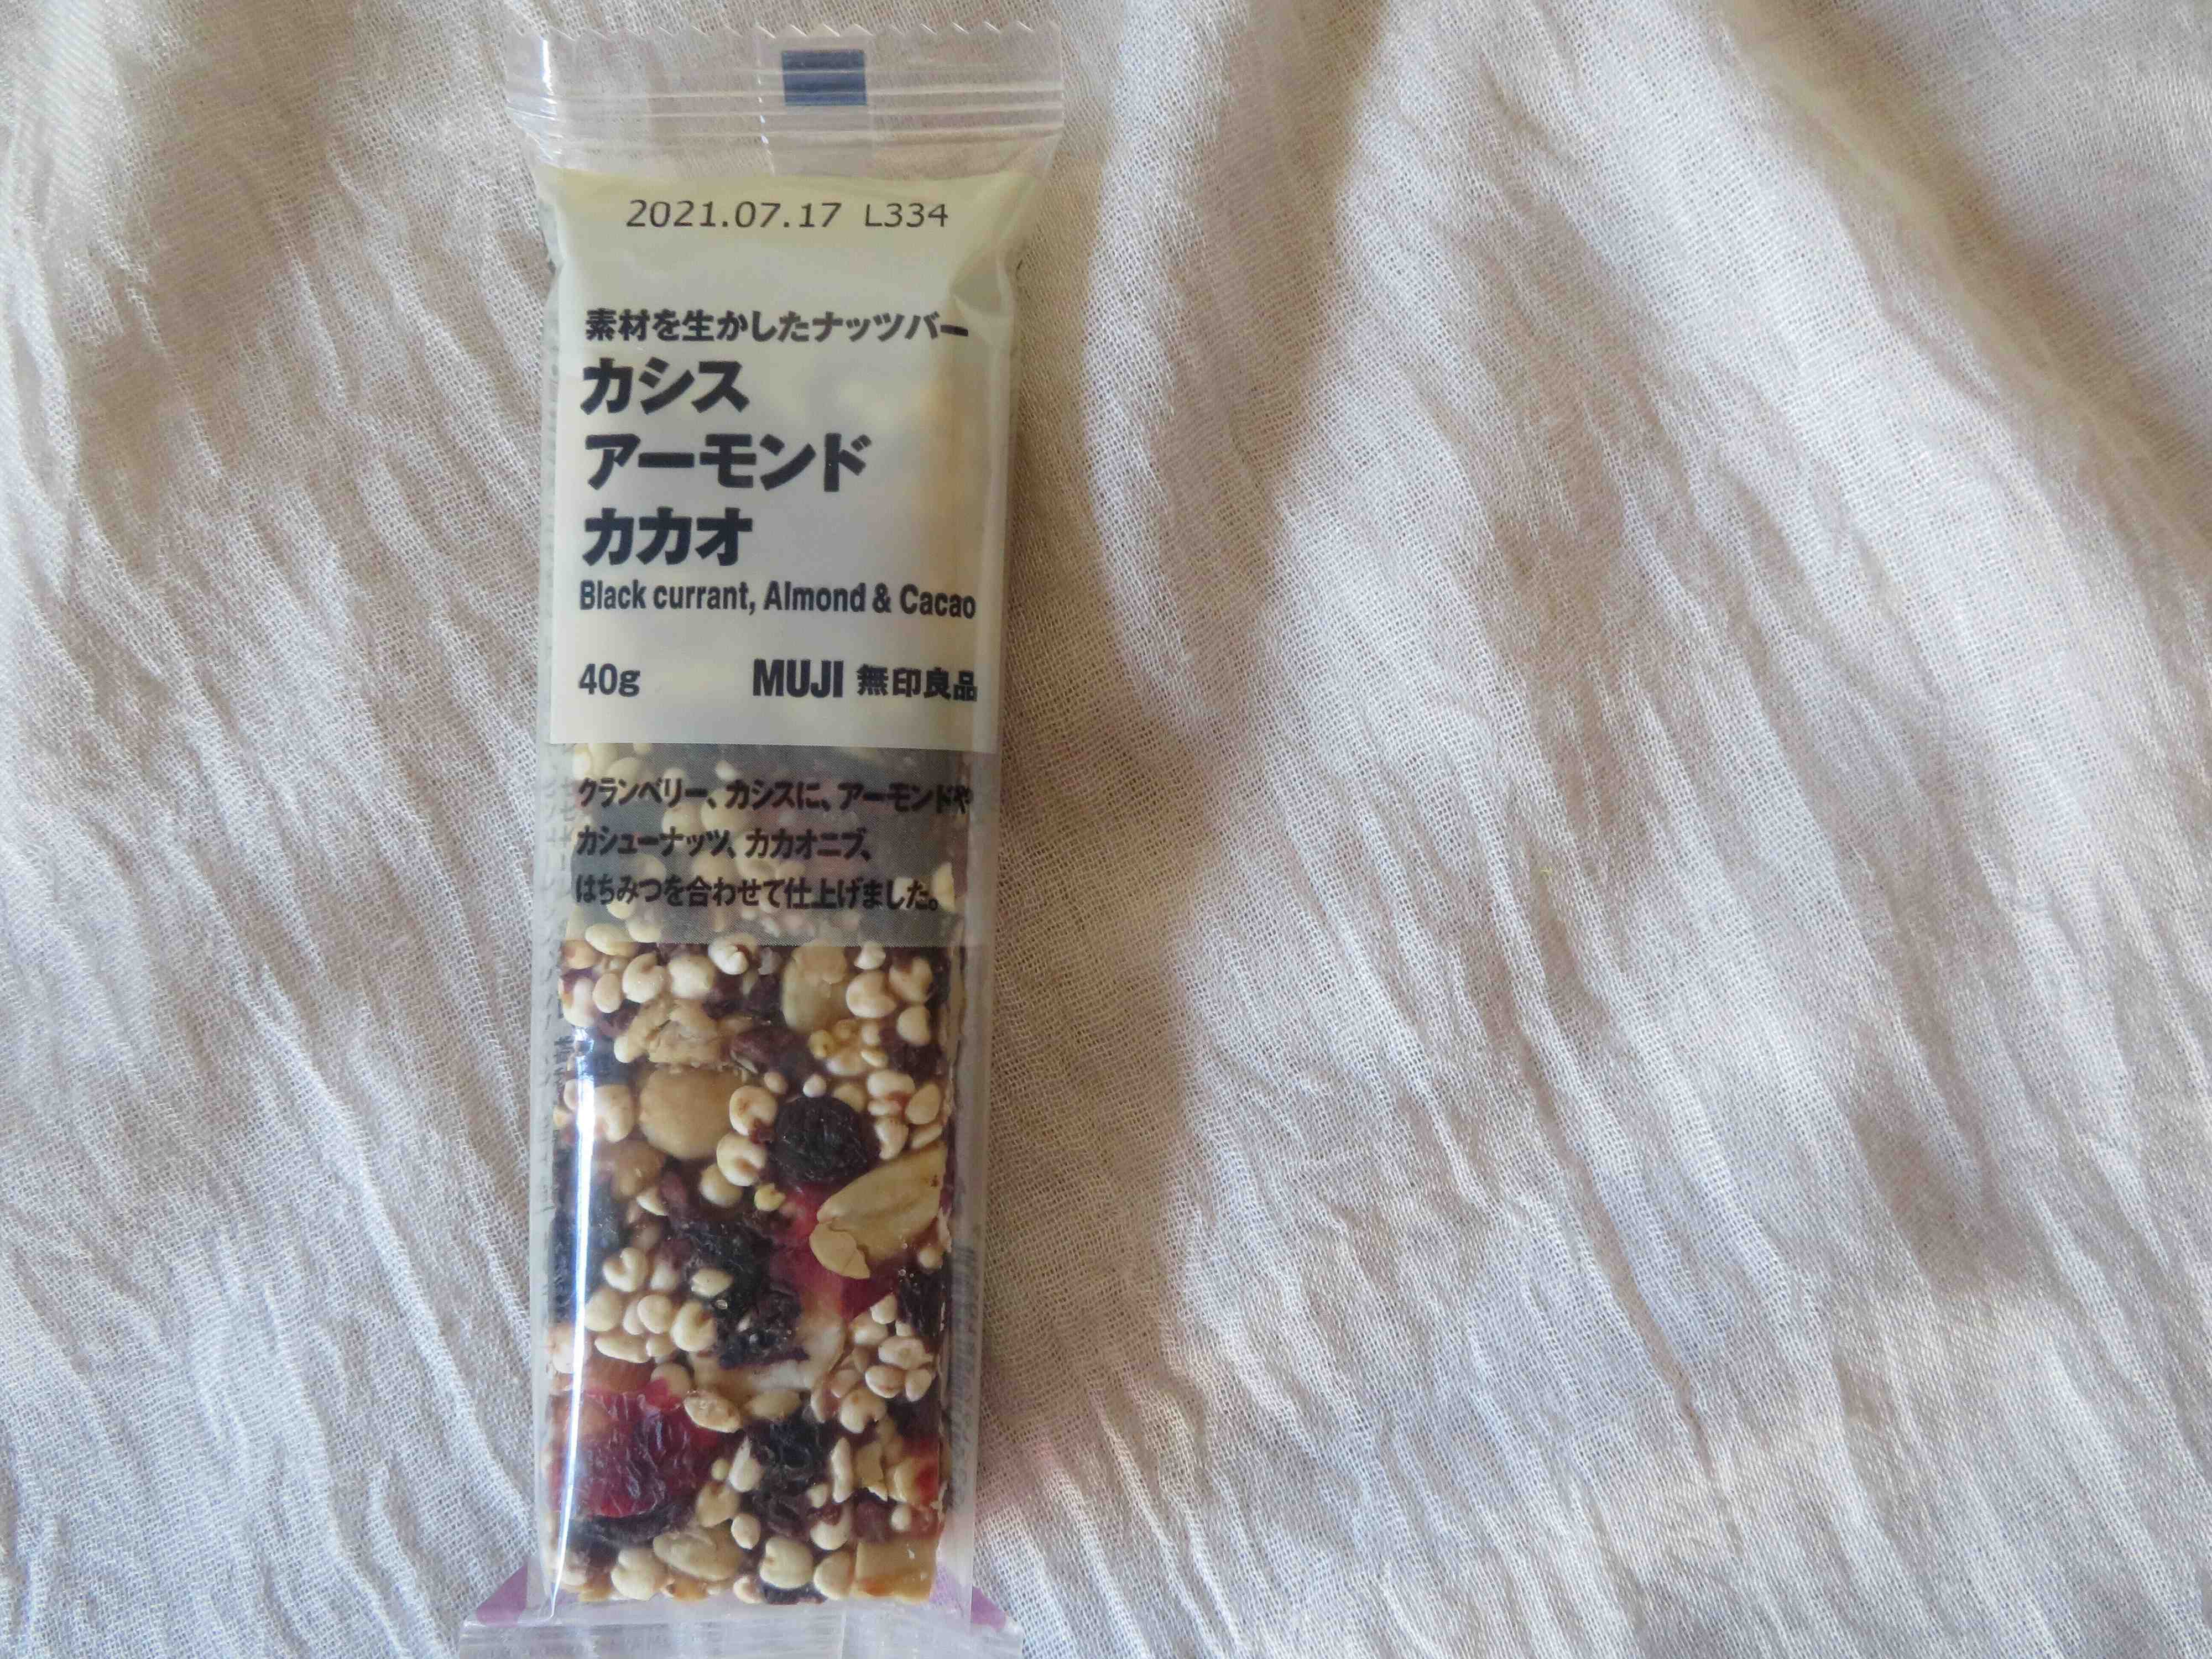 2021.07.17 L334
素材を生かしたナッツバー
カシス
アーモンド
カカオ
Black currant, Almond & Cacao
40g MUJI 無印良品
クランベリー、カシスに、アーモンドや
カシューナッツ、カカオニブ、
はちみつを合わせて仕上げました。